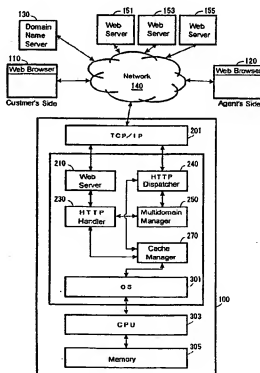 130
Domain
Name
Server
151
Web
Server
153
Web
Server
155
Web
Server
110
Web Browser
Custmer's Side
Network
140
120
Web Browser
Agent's Side
TCP/IP
201
210
Web
Server
240
HTTP
Dispatcher
230
HTTP
Handler
250
Multidomain
Manager
270
Cache
Manager
OS
301
100
CPU
303
Memory
305